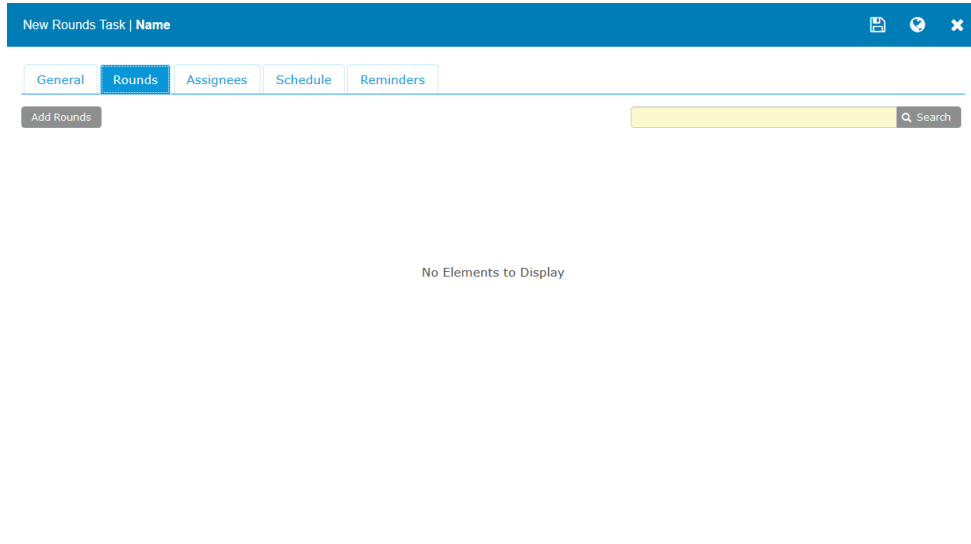 New Rounds Task | Name
General Rounds Assignees Schedule Reminders
Add Rounds Search
No Elements to Display